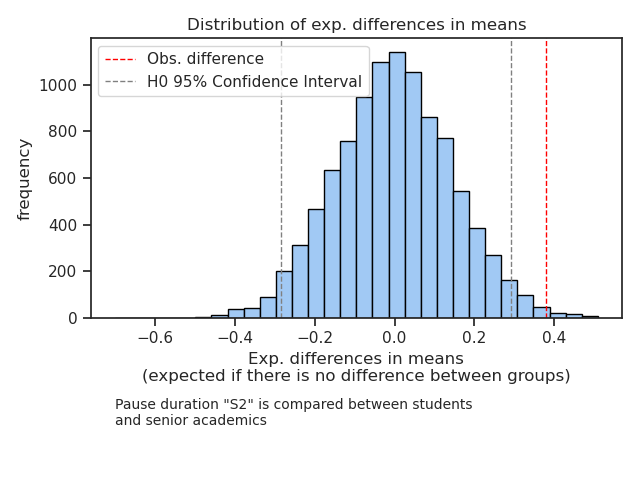 Distribution of exp. differences in means
Obs. difference
H0 95% Confidence Interval
frequency
1000
800
600
400
200
0
−0.6 −0.4 −0.2 0.0 0.2 0.4
Exp. differences in means
(expected if there is no difference between groups)
Pause duration "S2" is compared between students
and senior academics